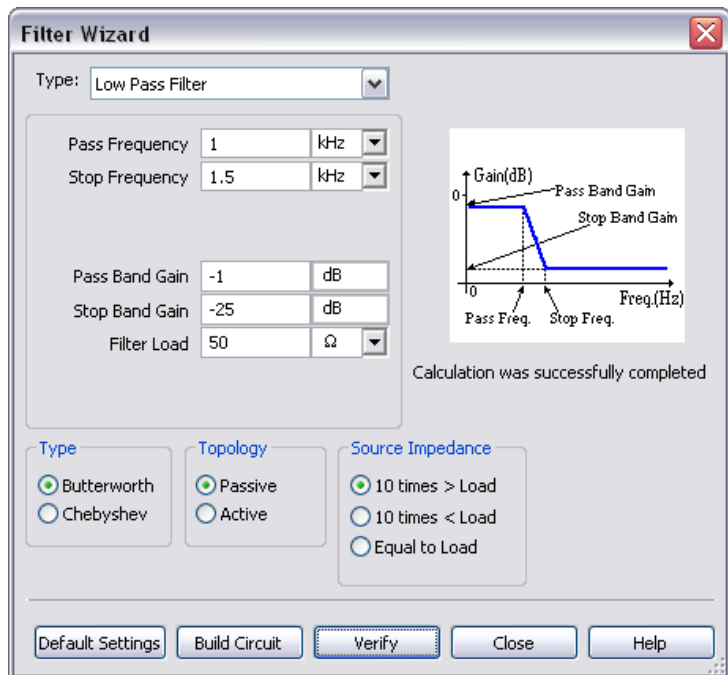 Filter Wizard
Type: Low Pass Filter
Pass Frequency 1 kHz
Stop Frequency 1.5 kHz
Pass Band Gain -1 dB
Stop Band Gain -25 dB
Filter Load 50 Ω
Gain(dB)
0
Pass Band Gain
Stop Band Gain
0
Freq.(Hz)
Pass Freq. Stop Freq.
Calculation was successfully completed
Type
Butterworth
Chebyshev
Topology
Passive
Active
Source Impedance
10 times > Load
10 times < Load
Equal to Load
Default Settings Build Circuit Verify Close Help